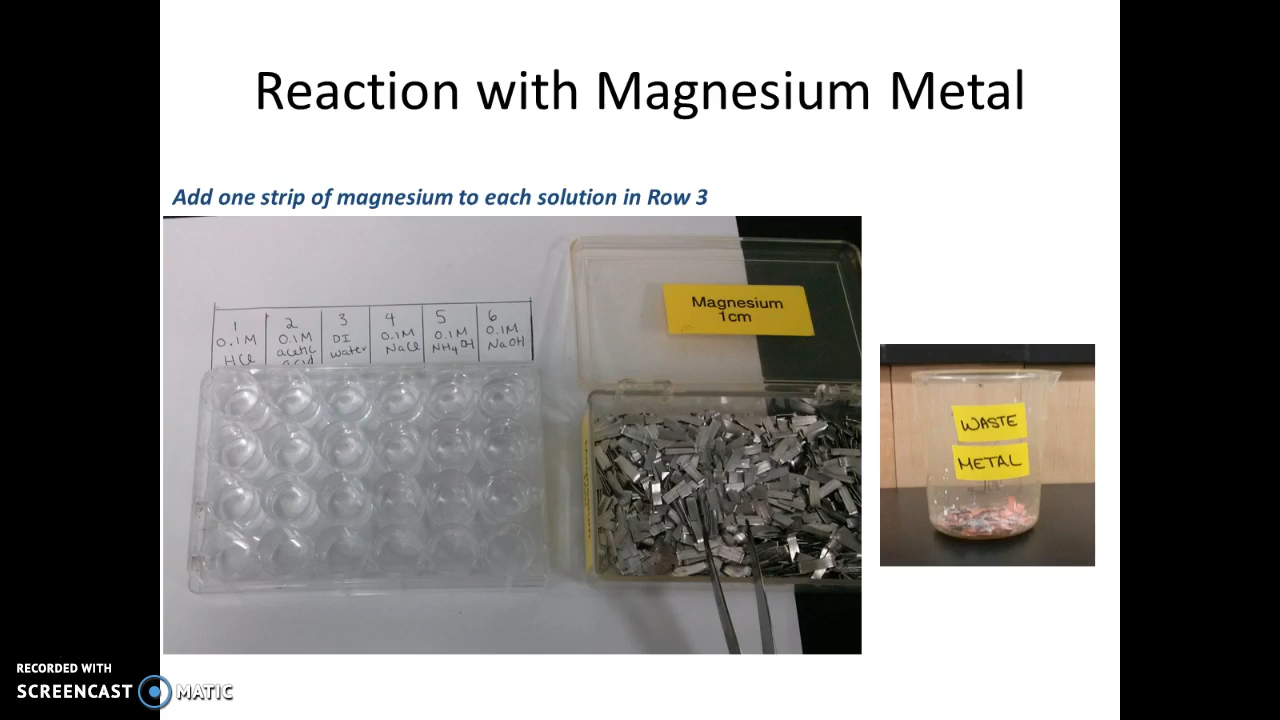 Reaction with Magnesium Metal
Add one strip of magnesium to each solution in Row 3
Magnesium
1cm
1
0.1M
HCl
2
0.1M
acetic
acid
3
DI
water
4
0.1M
NaCl
5
0.1M
NH4OH
6
0.1M
NaOH
WASTE
METAL
RECORDED WITH
SCREENCAST MATIC